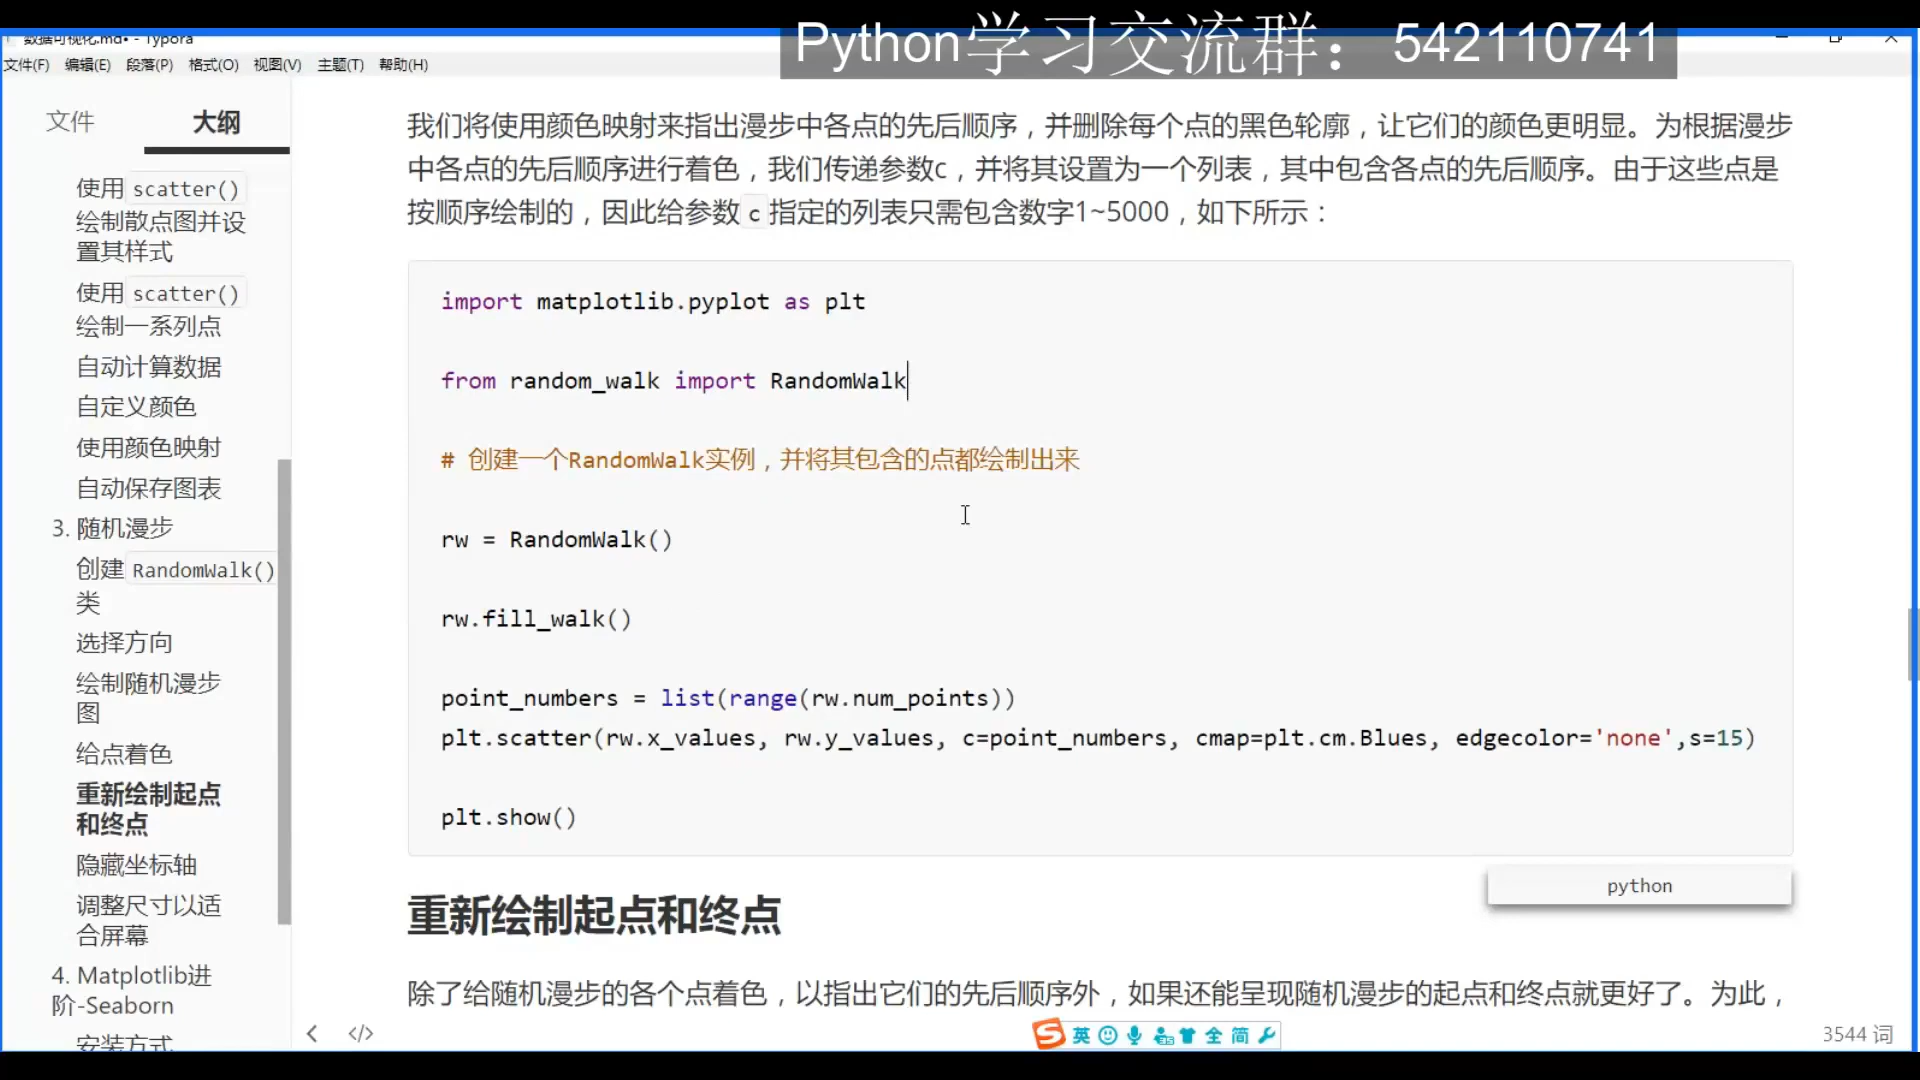 Python学习交流群：542110741
数据可视化.md• - Typora
文件(F) 编辑(E) 段落(P) 格式(O) 视图(V) 主题(T) 帮助(H)
文件 大纲
使用 scatter()
绘制散点图并设
置其样式
使用 scatter()
绘制一系列点
自动计算数据
自定义颜色
使用颜色映射
自动保存图表
3. 随机漫步
创建 RandomWalk()
类
选择方向
绘制随机漫步
图
给点着色
重新绘制起点
和终点
隐藏坐标轴
调整尺寸以适
合屏幕
4. Matplotlib进
阶-Seaborn
安装方式
我们将使用颜色映射来指出漫步中各点的先后顺序，并删除每个点的黑色轮廓，让它们的颜色更明显。为根据漫步
中各点的先后顺序进行着色，我们传递参数c，并将其设置为一个列表，其中包含各点的先后顺序。由于这些点是
按顺序绘制的，因此给参数 c 指定的列表只需包含数字1~5000，如下所示：
import matplotlib.pyplot as plt
from random_walk import RandomWalk
# 创建一个RandomWalk实例，并将其包含的点都绘制出来
rw = RandomWalk()
rw.fill_walk()
point_numbers = list(range(rw.num_points))
plt.scatter(rw.x_values, rw.y_values, c=point_numbers, cmap=plt.cm.Blues, edgecolor='none',s=15)
plt.show()
python
重新绘制起点和终点
除了给随机漫步的各个点着色，以指出它们的先后顺序外，如果还能呈现随机漫步的起点和终点就更好了。为此，
英 全 简
3544 词